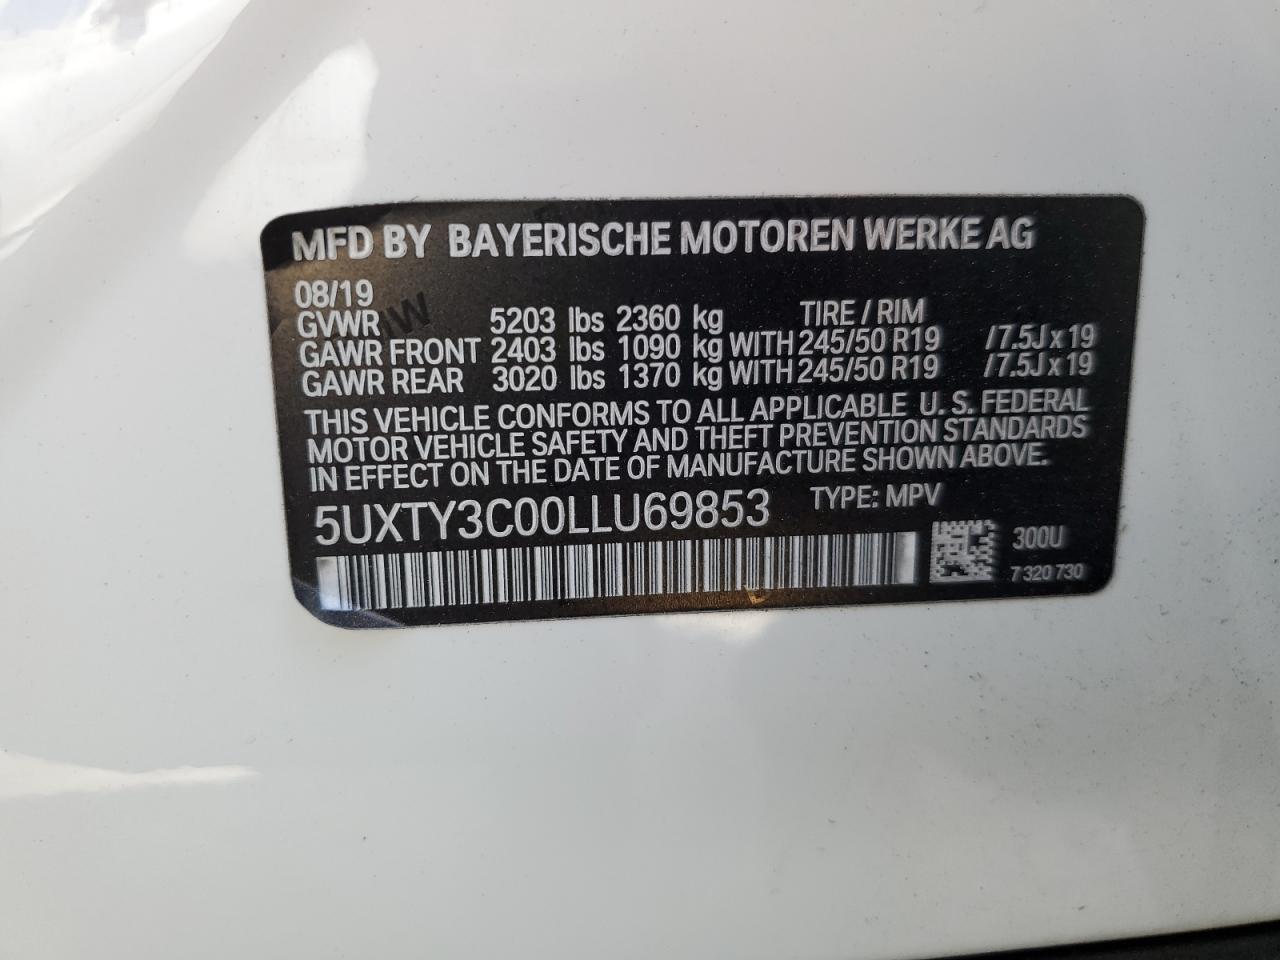 MFD BY BAYERISCHE MOTOREN WERKE AG
08/19
GVWR 5203 lbs 2360 kg TIRE / RIM
GAWR FRONT 2403 lbs 1090 kg WITH 245/50 R19 /7.5J x 19
GAWR REAR 3020 lbs 1370 kg WITH 245/50 R19 /7.5J x 19
THIS VEHICLE CONFORMS TO ALL APPLICABLE U. S. FEDERAL
MOTOR VEHICLE SAFETY AND THEFT PREVENTION STANDARDS
IN EFFECT ON THE DATE OF MANUFACTURE SHOWN ABOVE.
5UXTY3C00LLU69853 TYPE: MPV
300U
7 320 730